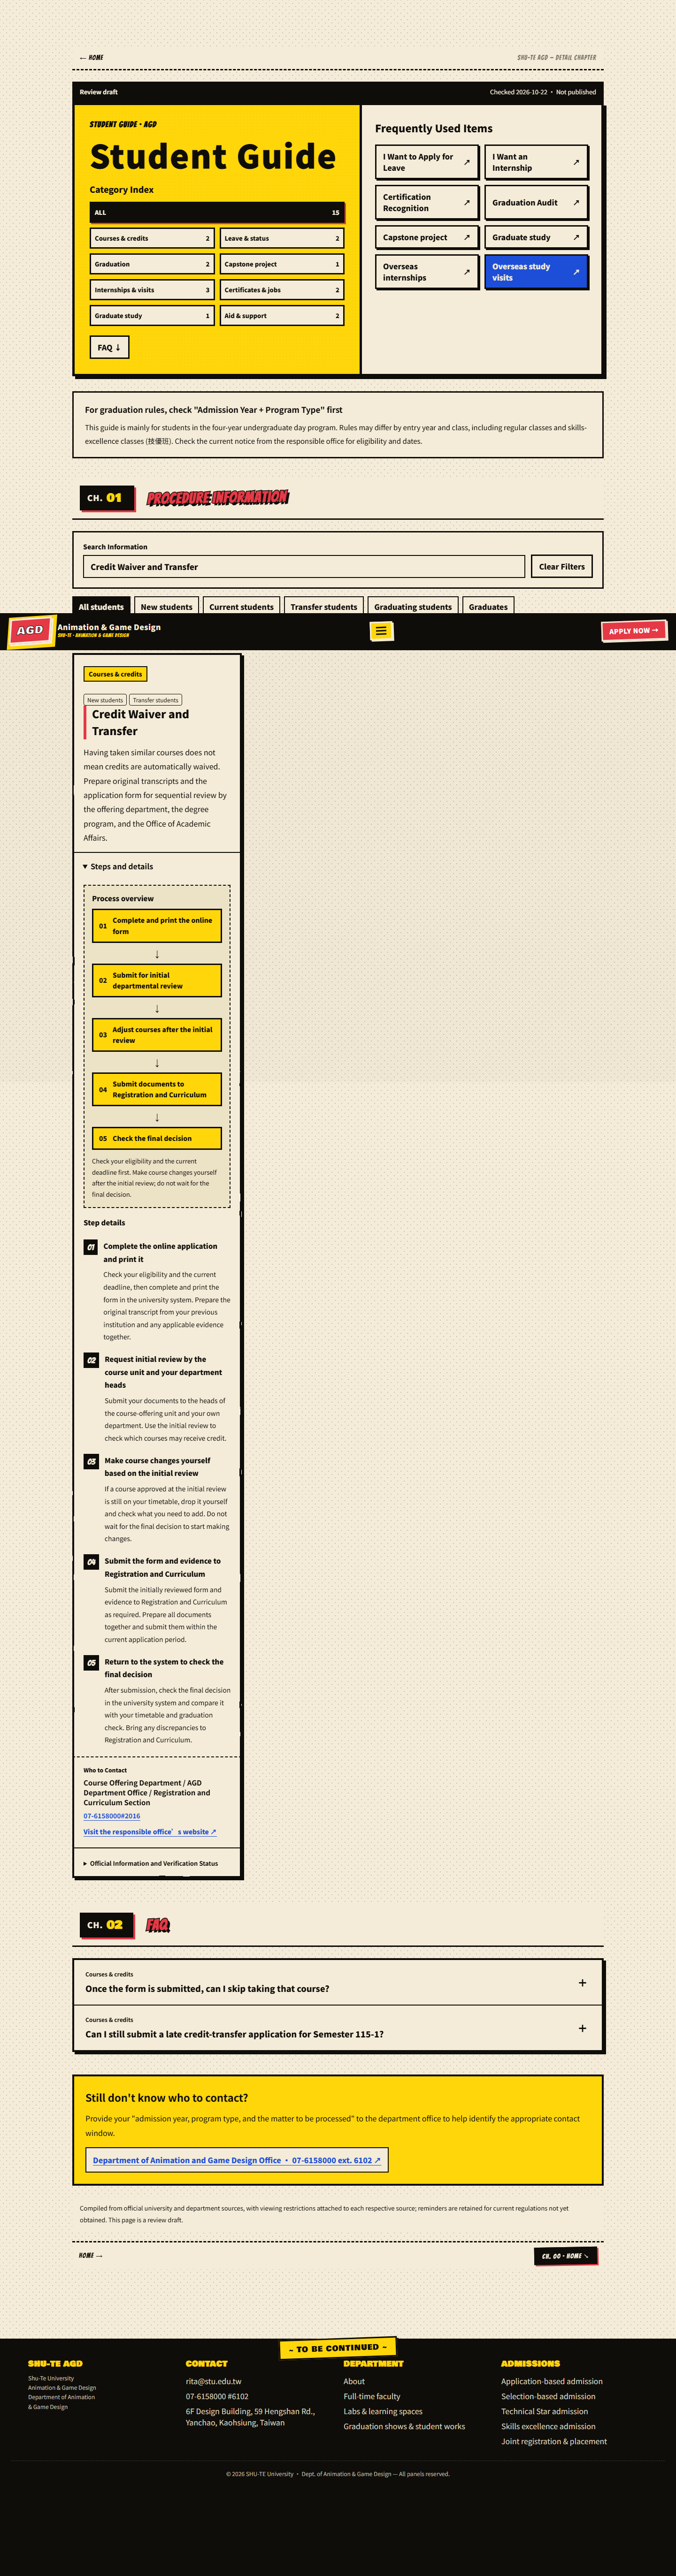 ← HOME
SHU-TE AGD — DETAIL CHAPTER
Review draft
Checked 2026-10-22 • Not published
STUDENT GUIDE • AGD
Student Guide
Category Index
ALL 15
Courses & credits 2
Leave & status 2
Graduation 2
Capstone project 1
Internships & visits 3
Certificates & jobs 2
Graduate study 1
Aid & support 2
FAQ ↓
Frequently Used Items
I Want to Apply for
Leave ↗
I Want an
Internship ↗
Certification
Recognition ↗
Graduation Audit ↗
Capstone project ↗
Graduate study ↗
Overseas
internships ↗
Overseas study
visits ↗
For graduation rules, check "Admission Year + Program Type" first
This guide is mainly for students in the four-year undergraduate day program. Rules may differ by entry year and class, including regular classes and skills-
excellence classes (技優班). Check the current notice from the responsible office for eligibility and dates.
CH. 01
PROCEDURE INFORMATION
Search Information
Credit Waiver and Transfer
Clear Filters
All students
New students
Current students
Transfer students
Graduating students
Graduates
AGD
Animation & Game Design
SHU-TE • ANIMATION & GAME DESIGN
APPLY NOW →
Courses & credits
New students
Transfer students
Credit Waiver and
Transfer
Having taken similar courses does not
mean credits are automatically waived.
Prepare original transcripts and the
application form for sequential review by
the offering department, the degree
program, and the Office of Academic
Affairs.
▼ Steps and details
Process overview
01 Complete and print the online
form
↓
02 Submit for initial
departmental review
↓
03 Adjust courses after the initial
review
↓
04 Submit documents to
Registration and Curriculum
↓
05 Check the final decision
Check your eligibility and the current
deadline first. Make course changes yourself
after the initial review; do not wait for the
final decision.
Step details
01 Complete the online application
and print it
Check your eligibility and the current
deadline, then complete and print the
form in the university system. Prepare the
original transcript from your previous
institution and any applicable evidence
together.
02 Request initial review by the
course unit and your department
heads
Submit your documents to the heads of
the course-offering unit and your own
department. Use the initial review to
check which courses may receive credit.
03 Make course changes yourself
based on the initial review
If a course approved at the initial review
is still on your timetable, drop it yourself
and check what you need to add. Do not
wait for the final decision to start making
changes.
04 Submit the form and evidence to
Registration and Curriculum
Submit the initially reviewed form and
evidence to Registration and Curriculum
as required. Prepare all documents
together and submit them within the
current application period.
05 Return to the system to check the
final decision
After submission, check the final decision
in the university system and compare it
with your timetable and graduation
check. Bring any discrepancies to
Registration and Curriculum.
Who to Contact
Course Offering Department / AGD
Department Office / Registration and
Curriculum Section
07-6158000#2016
Visit the responsible office’s website ↗
▶ Official Information and Verification Status
CH. 02
FAQ
Courses & credits
Once the form is submitted, can I skip taking that course? +
Courses & credits
Can I still submit a late credit-transfer application for Semester 115-1? +
Still don't know who to contact?
Provide your "admission year, program type, and the matter to be processed" to the department office to help identify the appropriate contact
window.
Department of Animation and Game Design Office • 07-6158000 ext. 6102 ↗
Compiled from official university and department sources, with viewing restrictions attached to each respective source; reminders are retained for current regulations not yet
obtained. This page is a review draft.
HOME →
CH. 00 • HOME ↘
~ TO BE CONTINUED ~
SHU-TE AGD
Shu-Te University
Animation & Game Design
Department of Animation
& Game Design
CONTACT
rita@stu.edu.tw
07-6158000 #6102
6F Design Building, 59 Hengshan Rd.,
Yanchao, Kaohsiung, Taiwan
DEPARTMENT
About
Full-time faculty
Labs & learning spaces
Graduation shows & student works
ADMISSIONS
Application-based admission
Selection-based admission
Technical Star admission
Skills excellence admission
Joint registration & placement
© 2026 SHU-TE University • Dept. of Animation & Game Design — All panels reserved.